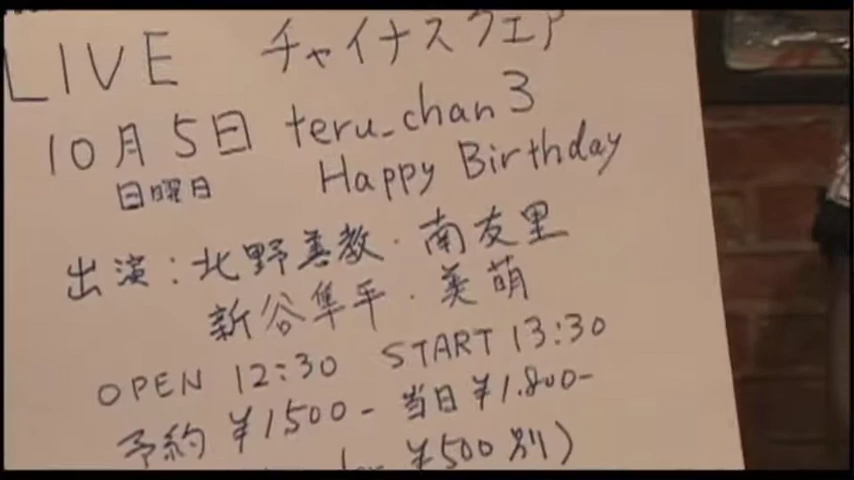 LIVE チャイナスクエア
10月5日 teru_chan3
日曜日 Happy Birthday
出演：北野善教・南友里
新谷隼平・美萌
OPEN 12:30 START 13:30
予約 ¥1500- 当日 ¥1.800-
¥500別)